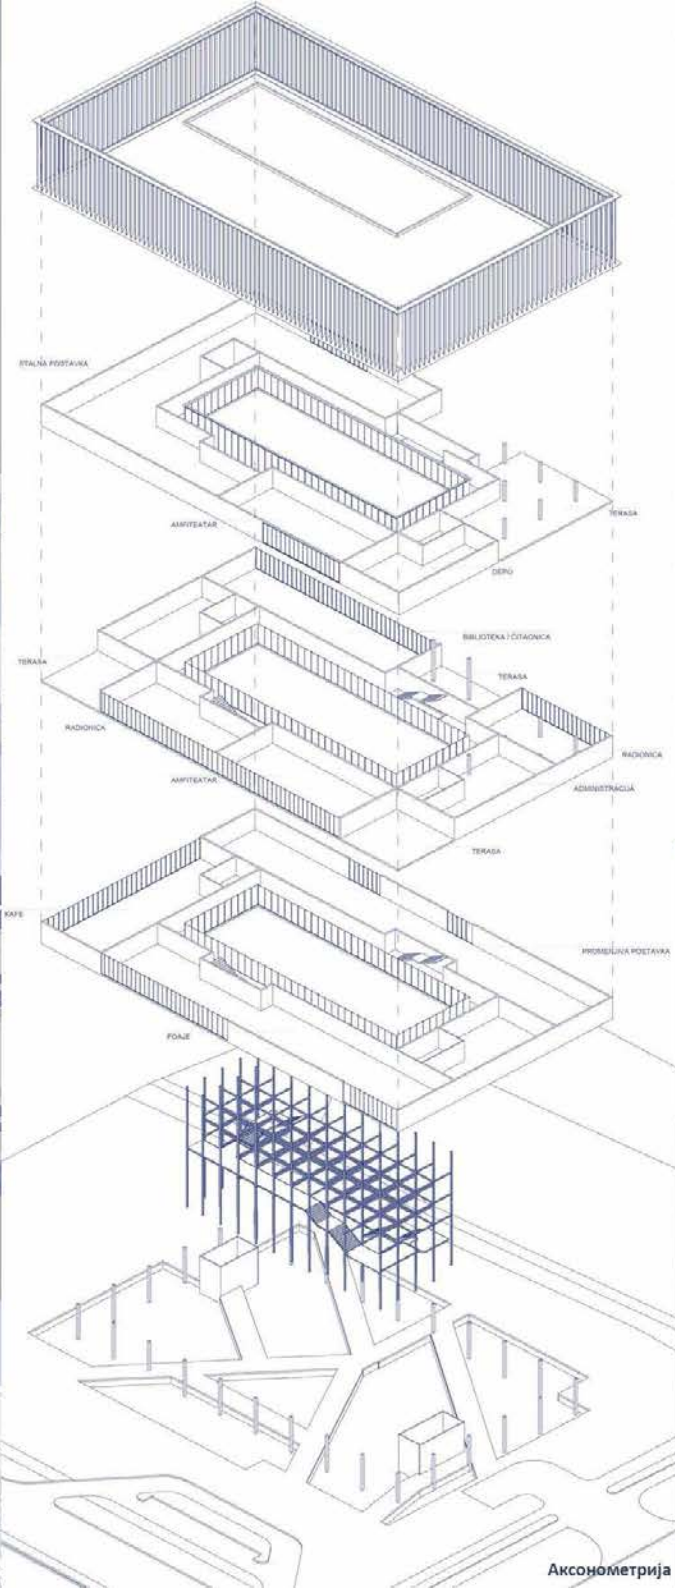 STALNA POSTAVKA
AMFITEATAR
TERASA
DEPO
BIBLIOTEKA / ČITAONICA
TERASA
TERASA
RADIONICA
RADIONICA
AMFITEATAR
ADMINISTRACIJA
TERASA
KAFE
PROMENLJIVA POSTAVKA
FOAJE
Аксонометрија